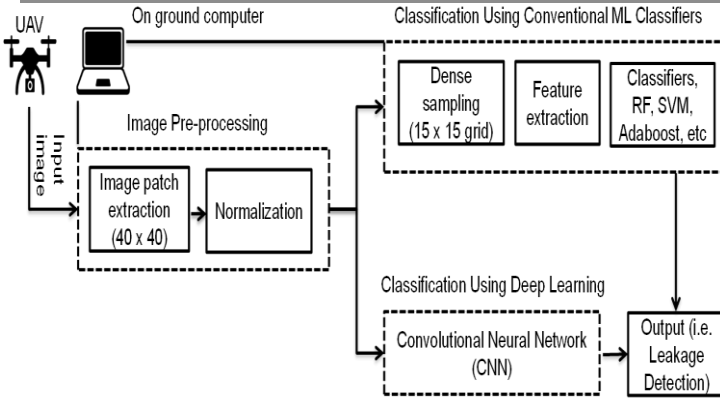 UAV
On ground computer
Classification Using Conventional ML Classifiers
Input
image
Image Pre-processing
Image patch
extraction
(40 x 40)
Normalization
Dense
sampling
(15 x 15 grid)
Feature
extraction
Classifiers,
RF, SVM,
Adaboost, etc
Classification Using Deep Learning
Convolutional Neural Network
(CNN)
Output (i.e.
Leakage
Detection)